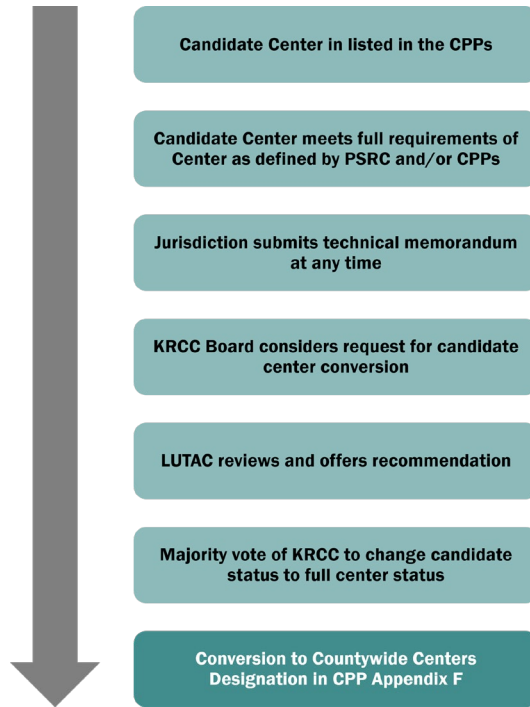 Candidate Center in listed in the CPPs
Candidate Center meets full requirements of
Center as defined by PSRC and/or CPPs
Jurisdiction submits technical memorandum
at any time
KRCC Board considers request for candidate
center conversion
LUTAC reviews and offers recommendation
Majority vote of KRCC to change candidate
status to full center status
Conversion to Countywide Centers
Designation in CPP Appendix F